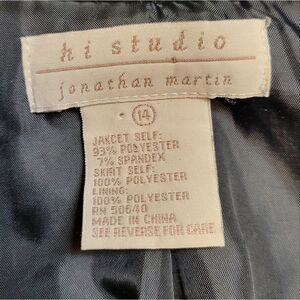 hi studio
jonathan martin
14
JAKCET SELF:
93% POLYESTER
7% SPANDEX
SKIRT SELF:
100% POLYESTER
LINING:
100% POLYESTER
RN 50640
MADE IN CHINA
SEE REVERSE FOR CARE